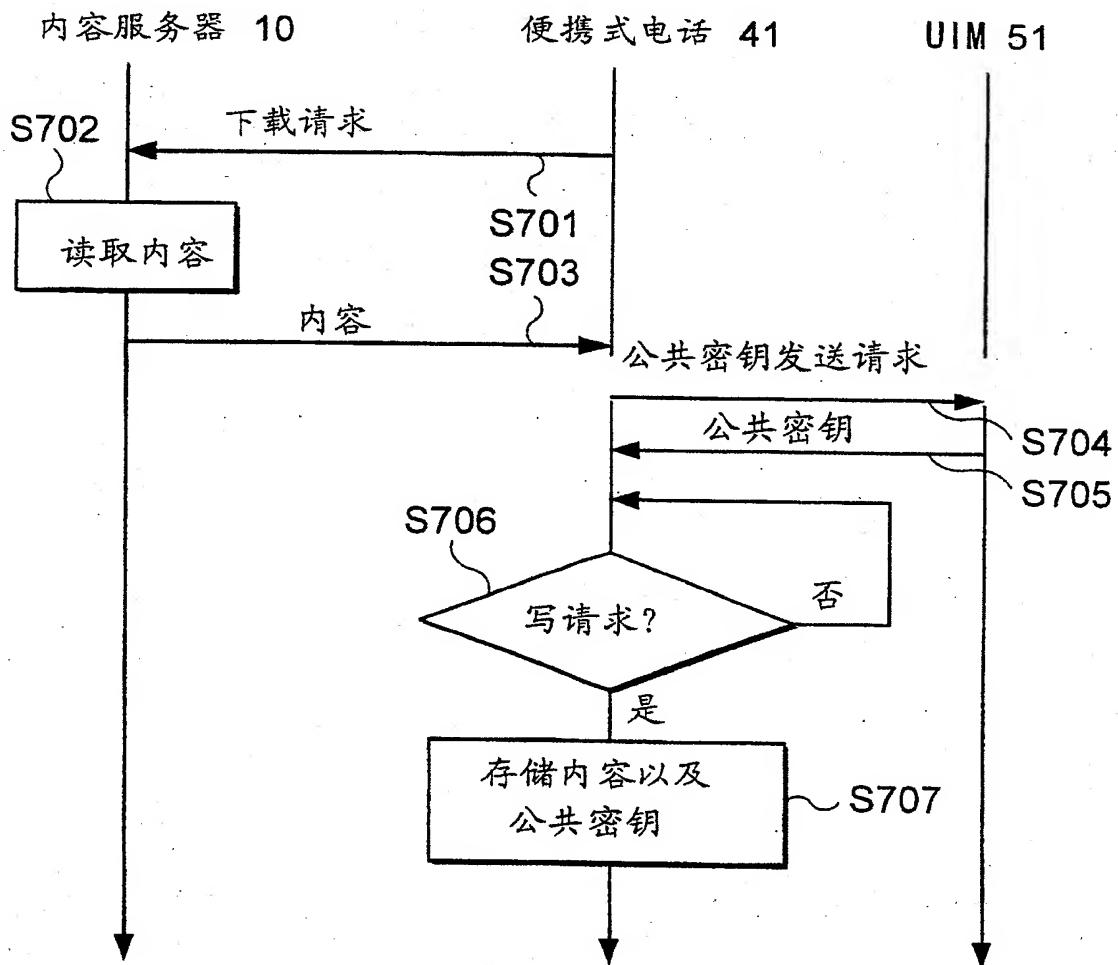 内容服务器 10
便携式电话 41
UIM 51
S702
下载请求
S701
读取内容
S703
内容
公共密钥发送请求
S704
公共密钥
S705
S706
写请求?
否
是
存储内容以及
公共密钥
S707